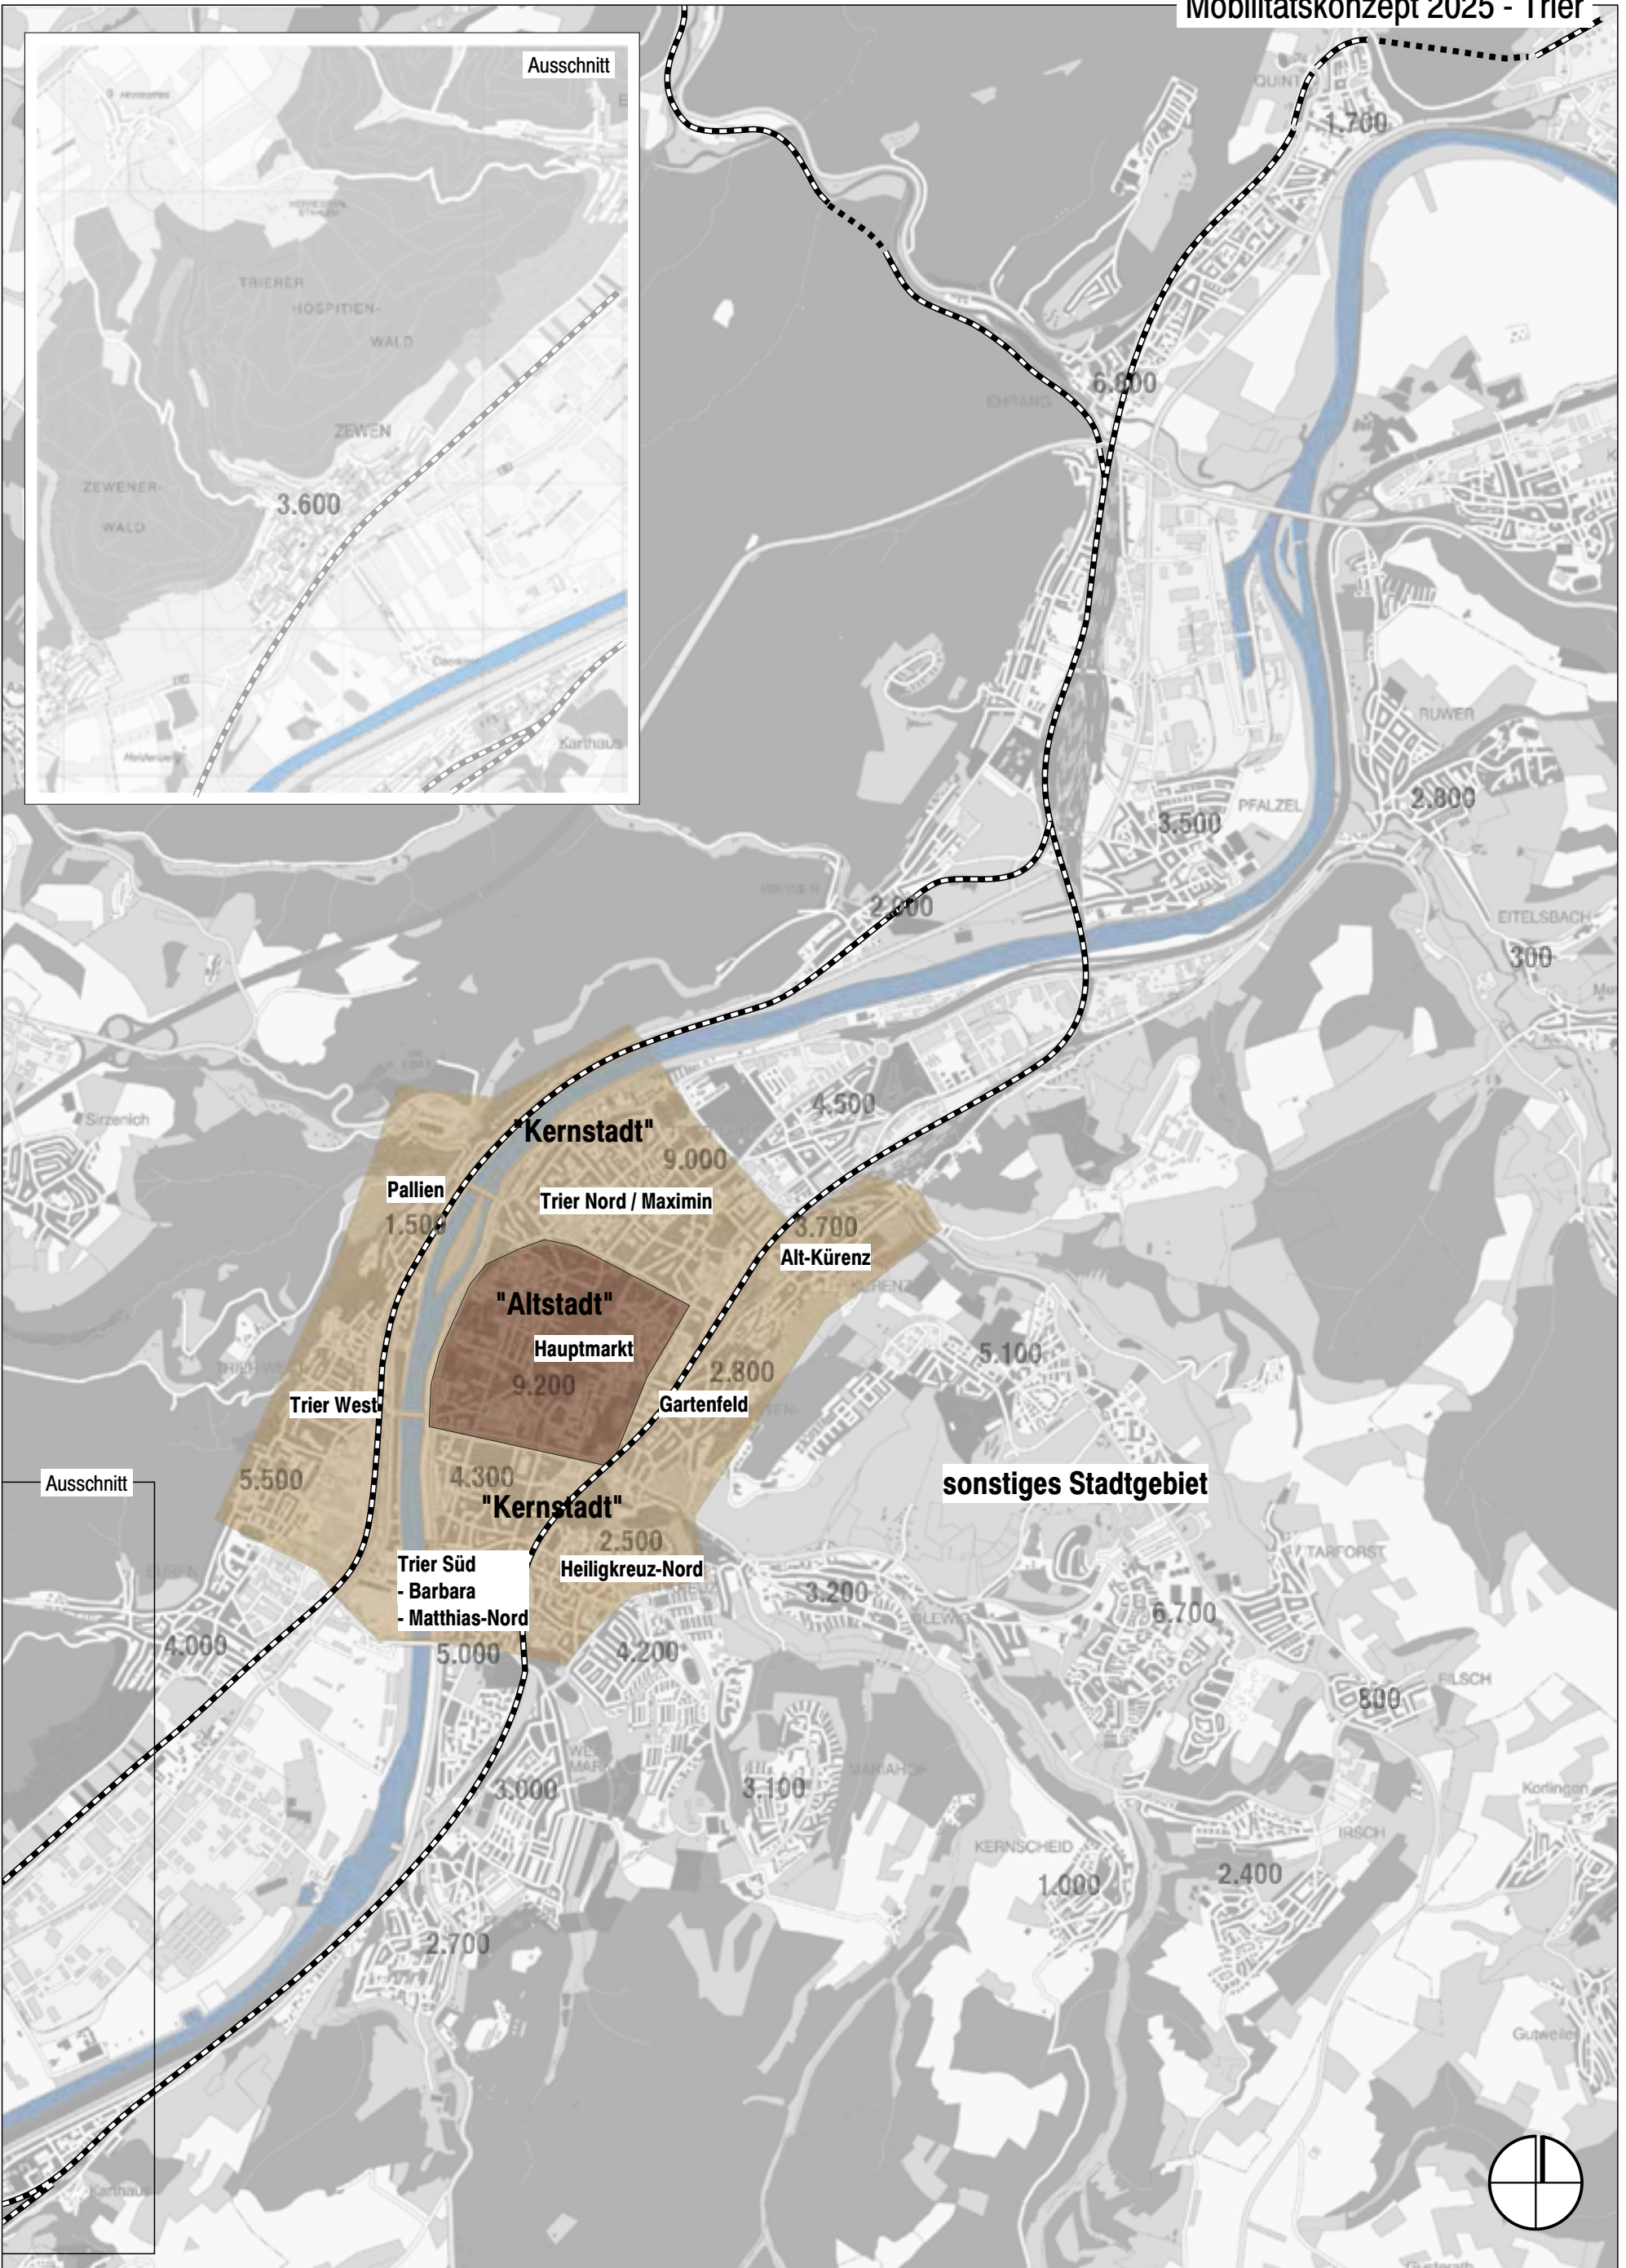 Mobilitätskonzept 2025 - Trier
Ausschnitt
QUINT
1.700
TRIERER
HOSPITIEN-
WALD
6.800
EHRANG
ZEWEN
ZEWENER-
WALD
3.600
RUWER
Karthaus
PFALZEL
2.800
3.500
BIEWER
EITELSBACH
300
4.500
Sirzenich
"Kernstadt"
9.000
Pallien
Trier Nord / Maximin
1.500
3.700
Alt-Kürenz
"Altstadt"
Hauptmarkt
5.100
2.800
9.200
Trier West
Gartenfeld
5.500
4.300
Ausschnitt
sonstiges Stadtgebiet
"Kernstadt"
2.500
TARFORST
Trier Süd
- Barbara
- Matthias-Nord
Heiligkreuz-Nord
3.200
6.700
4.000
5.000
4.200
FILSCH
800
MARIAHOF
3.000
3.100
Korlingen
IRSCH
KERNSCHEID
2.400
1.000
2.700
Gutweiler
Karthaus